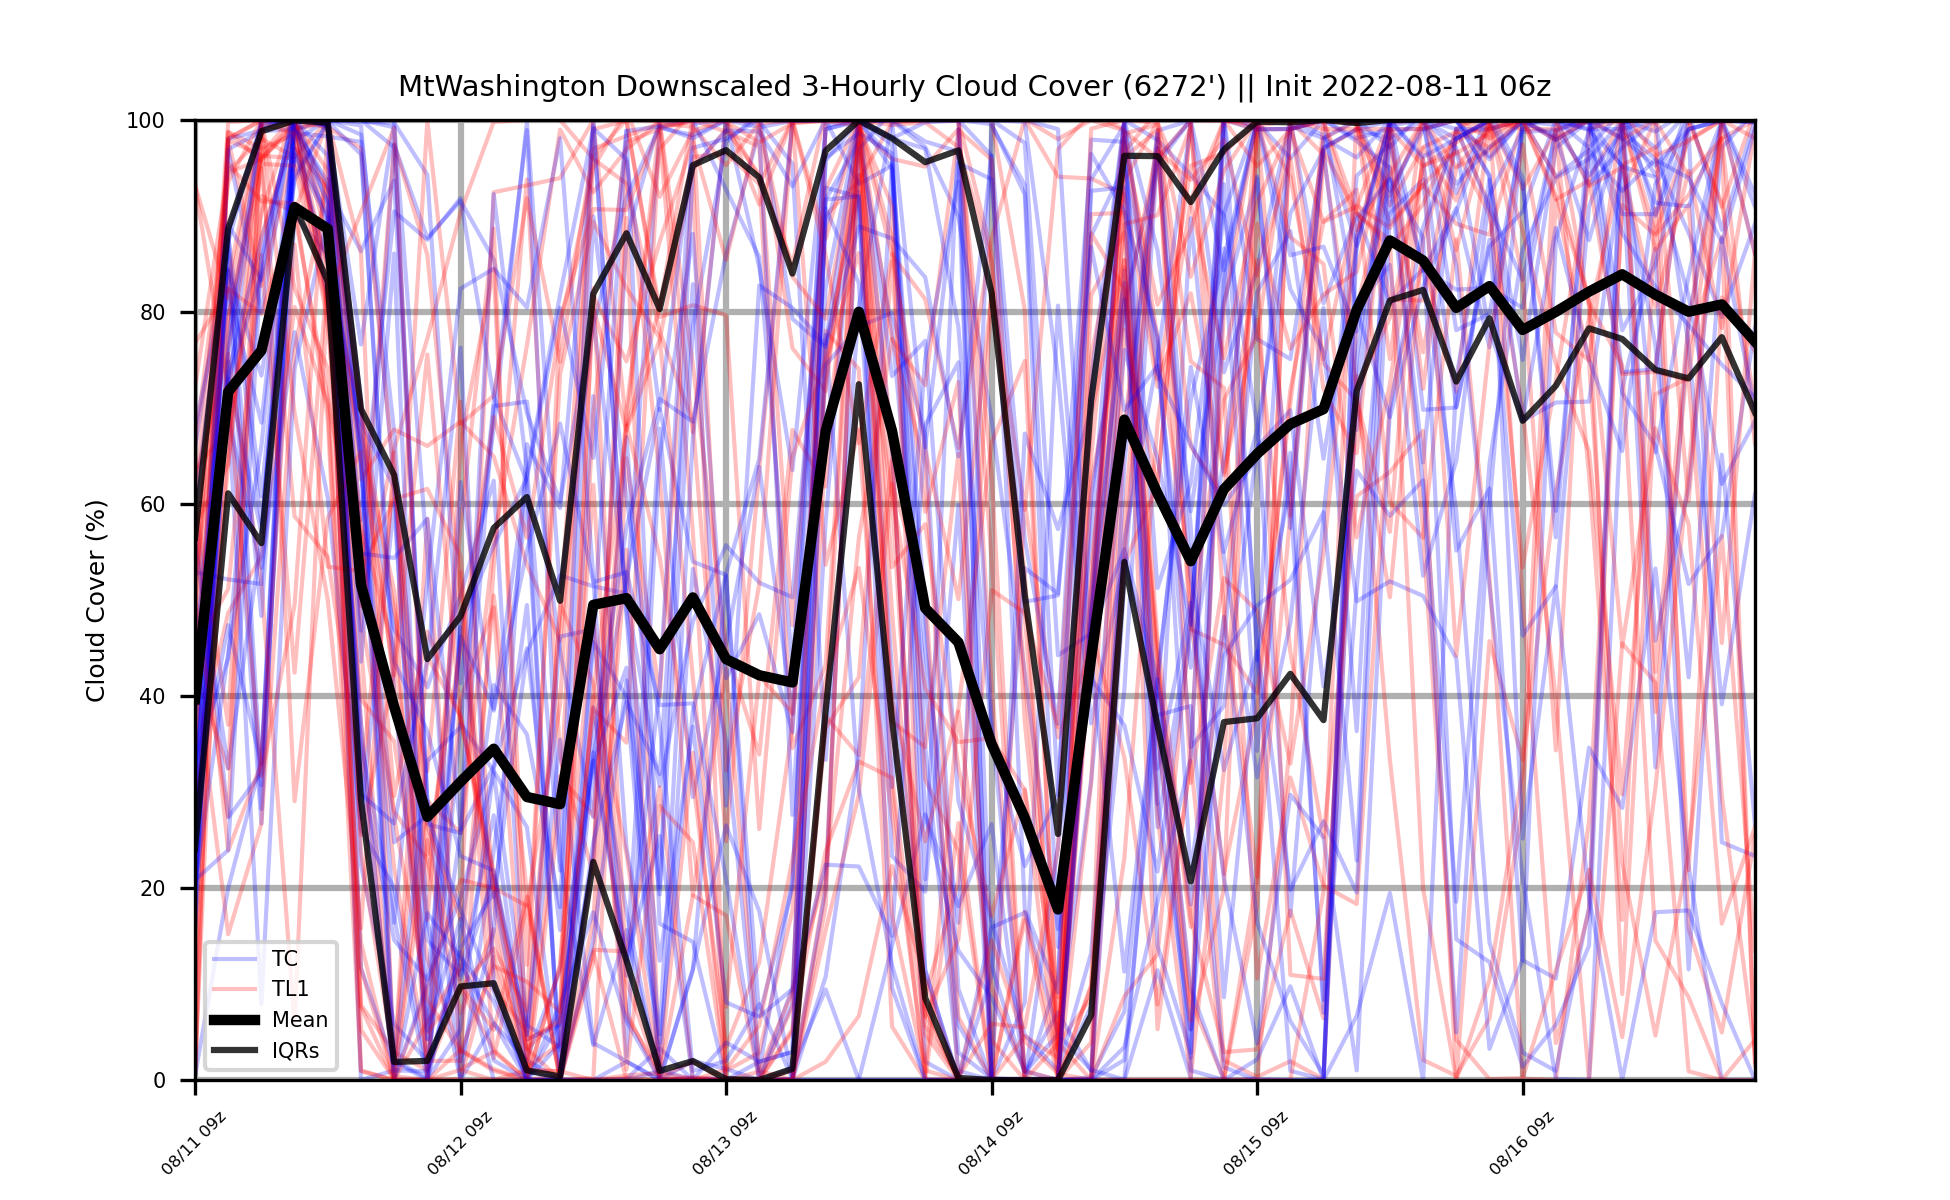 MtWashington Downscaled 3-Hourly Cloud Cover (6272') || Init 2022-08-11 06z
100
80
60
40
20
0
Cloud Cover (%)
TC
TL1
Mean
IQRs
08/11 09z
08/12 09z
08/13 09z
08/14 09z
08/15 09z
08/16 09z